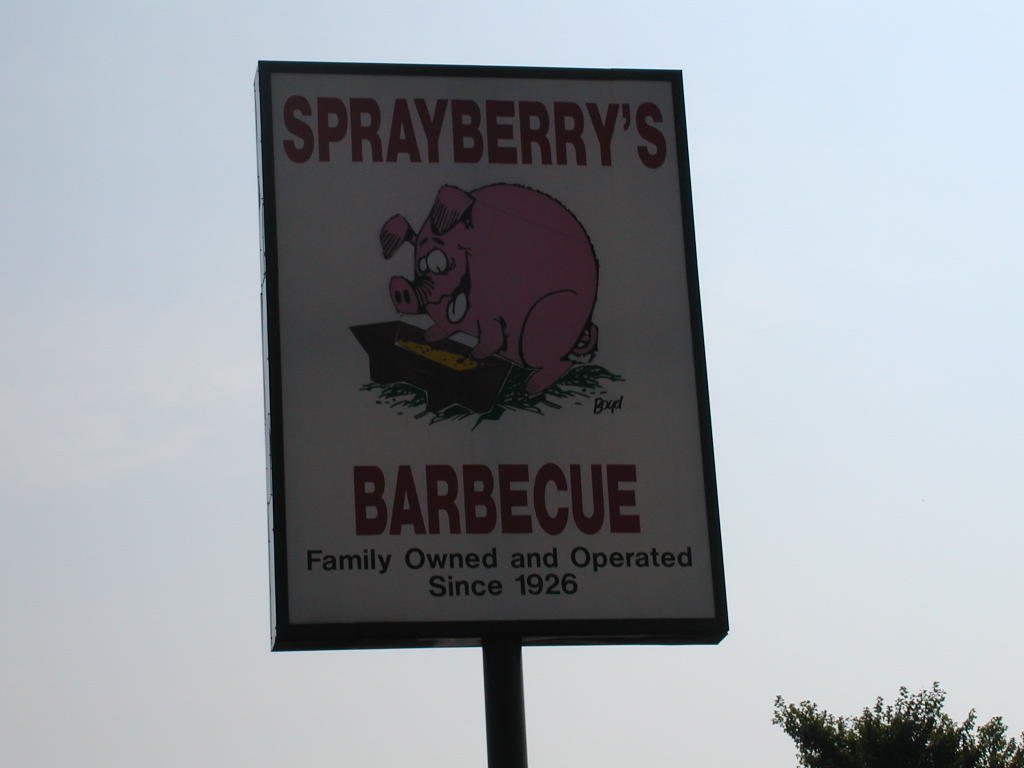 SPRAYBERRY'S
Boyd
BARBECUE
Family Owned and Operated
Since 1926